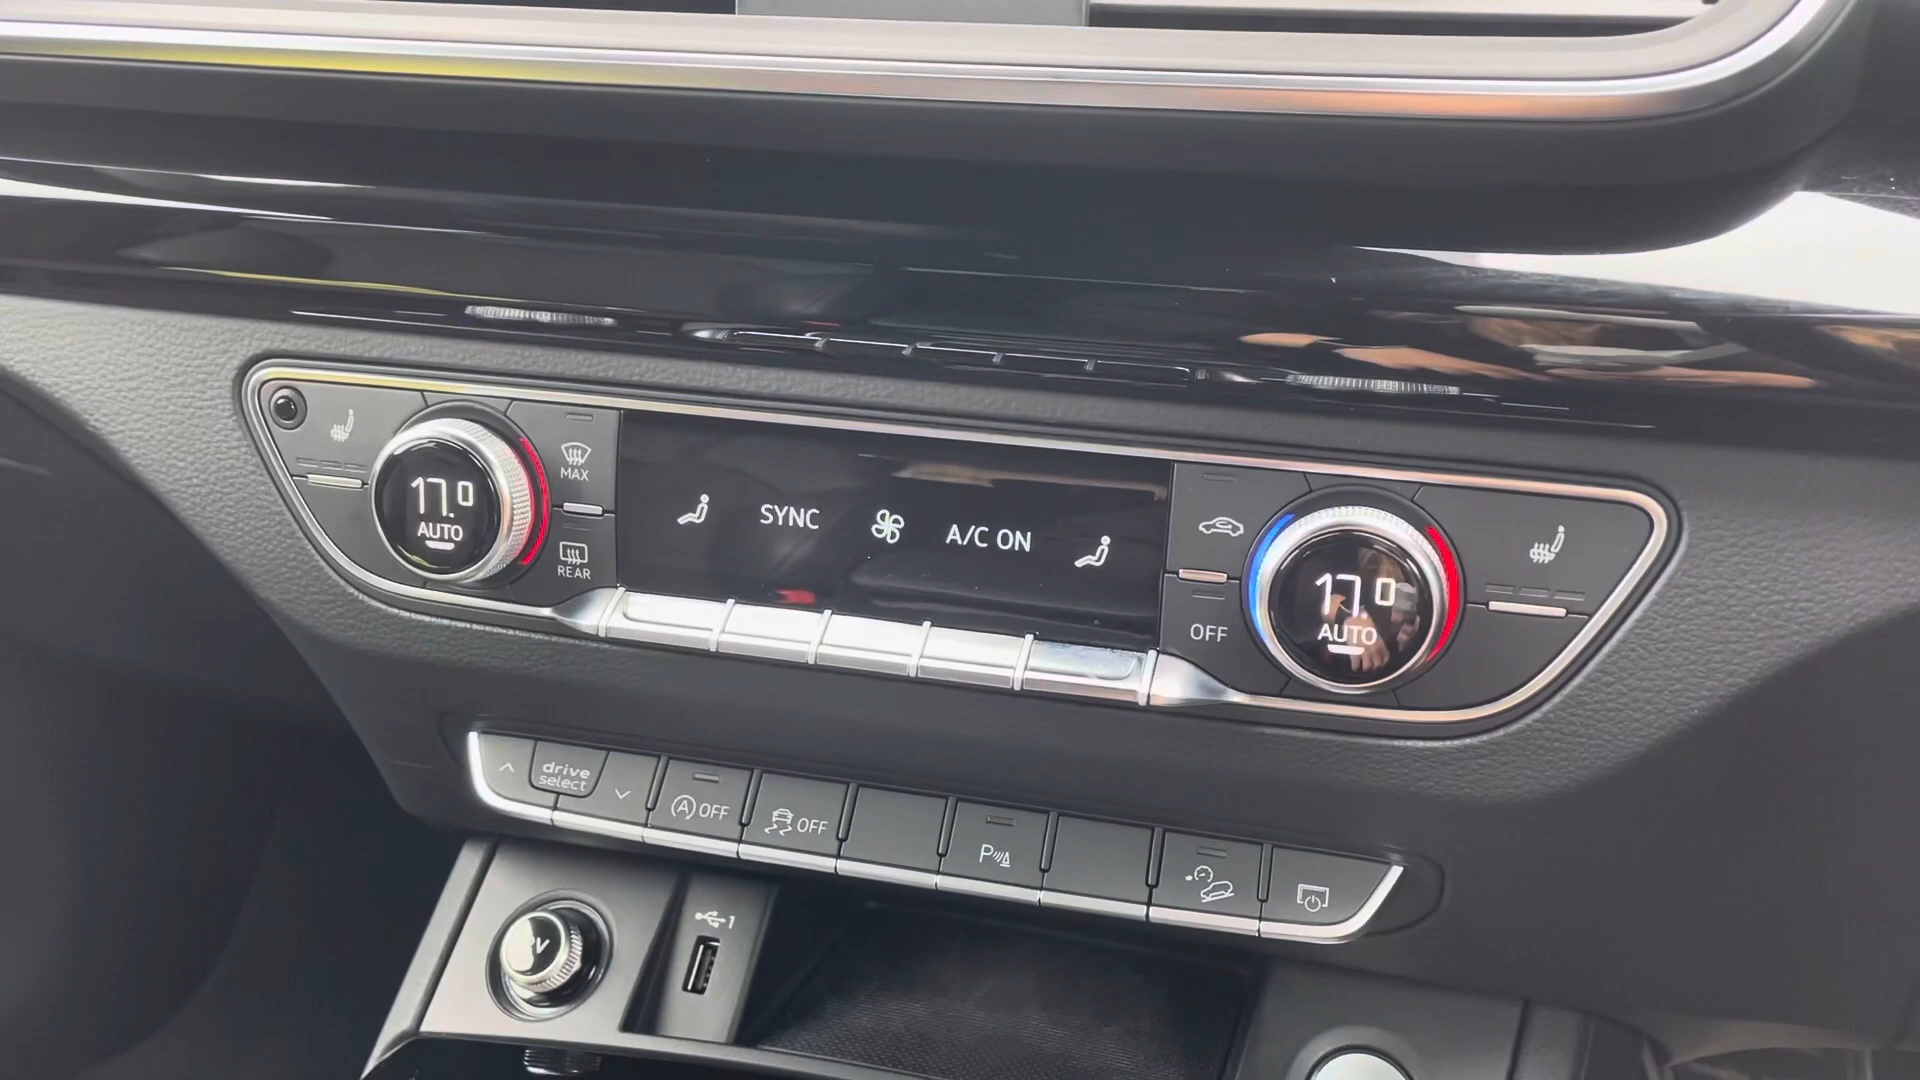 17.0
AUTO
MAX
REAR
SYNC
A/C ON
OFF
17.0
AUTO
drive
select
A OFF
OFF
P
1